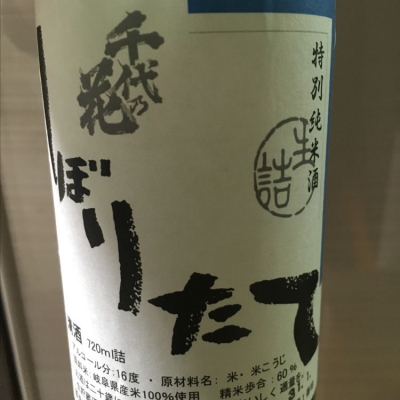 千代乃花
特別純米酒
生詰
しぼりたて
清酒 720ml詰
アルコール分:16度・原材料名:米・米こうじ
岐阜県産米100%使用 精米歩合:60%